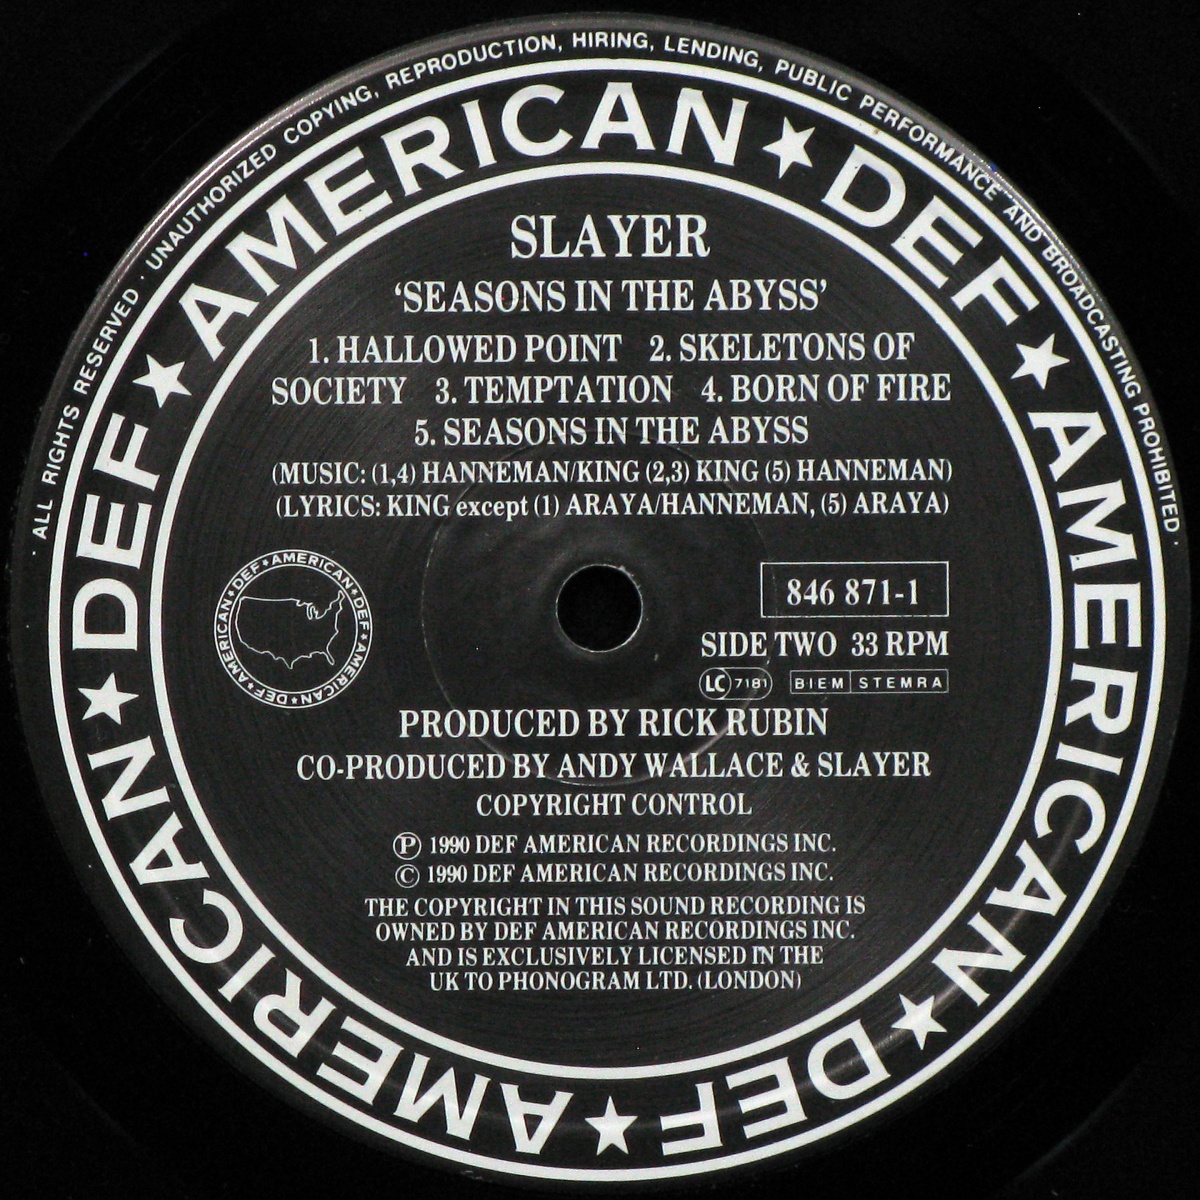 · ALL RIGHTS RESERVED · UNAUTHORIZED COPYING, REPRODUCTION, HIRING, LENDING, PUBLIC PERFORMANCE AND BROADCASTING PROHIBITED ·
DEF ★ AMERICAN ★ DEF ★ AMERICAN ★ DEF ★ AMERICAN ★
SLAYER
‘SEASONS IN THE ABYSS’
1. HALLOWED POINT 2. SKELETONS OF
SOCIETY 3. TEMPTATION 4. BORN OF FIRE
5. SEASONS IN THE ABYSS
(MUSIC: (1,4) HANNEMAN/KING (2,3) KING (5) HANNEMAN)
(LYRICS: KING except (1) ARAYA/HANNEMAN, (5) ARAYA)
DEF ★ AMERICAN ★ DEF ★ AMERICAN ★ DEF ★ AMERICAN ★
846 871-1
SIDE TWO 33 RPM
LC 7181 BIEM STEMRA
PRODUCED BY RICK RUBIN
CO-PRODUCED BY ANDY WALLACE & SLAYER
COPYRIGHT CONTROL
Ⓟ 1990 DEF AMERICAN RECORDINGS INC.
© 1990 DEF AMERICAN RECORDINGS INC.
THE COPYRIGHT IN THIS SOUND RECORDING IS
OWNED BY DEF AMERICAN RECORDINGS INC.
AND IS EXCLUSIVELY LICENSED IN THE
UK TO PHONOGRAM LTD. (LONDON)